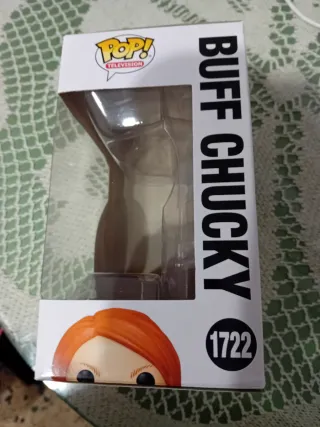 POP!
TELEVISION
BUFF CHUCKY
1722